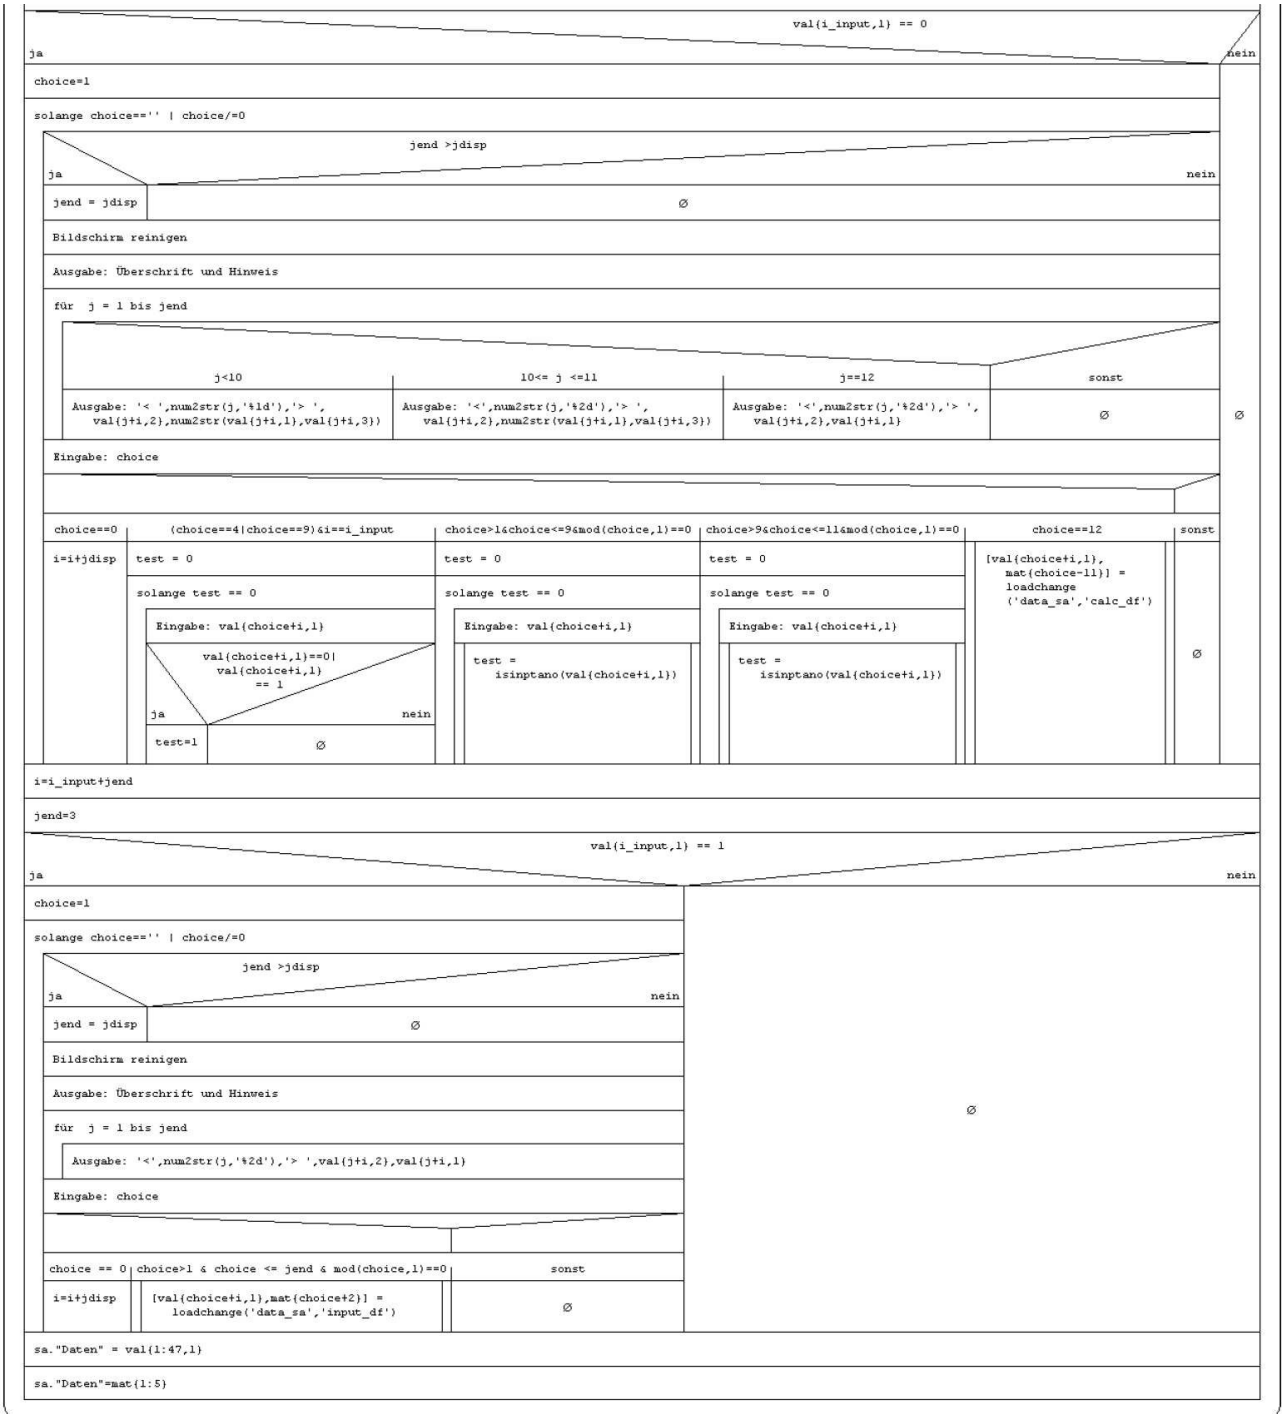 val{i_input,1} == 0
ja nein
choice=1
solange choice=='' | choice/=0
jend >jdisp
ja nein
jend = jdisp ∅
Bildschirm reinigen
Ausgabe: Überschrift und Hinweis
für j = 1 bis jend
j<10 10<= j <=11 j==12 sonst
Ausgabe: '< ',num2str(j,'%1d'),'> ', Ausgabe: '<',num2str(j,'%2d'),'> ', Ausgabe: '<',num2str(j,'%2d'),'> ', ∅ ∅
val{j+i,2},num2str(val{j+i,1},val{j+i,3}) val{j+i,2},num2str(val{j+i,1},val{j+i,3}) val{j+i,2},val{j+i,1}
Eingabe: choice
choice==0 (choice==4|choice==9)&i==i_input choice>1&choice<=9&mod(choice,1)==0 choice>9&choice<=11&mod(choice,1)==0 choice==12 sonst
i=i+jdisp test = 0 test = 0 test = 0 [val{choice+i,1},
mat{choice-11}] =
loadchange
solange test == 0 solange test == 0 solange test == 0 ('data_sa','calc_df')
Eingabe: val{choice+i,1} Eingabe: val{choice+i,1} Eingabe: val{choice+i,1}
val{choice+i,1}==0| test = test = ∅
val{choice+i,1} isinptano(val{choice+i,1}) isinptano(val{choice+i,1})
== 1
ja nein
test=1 ∅
i=i_input+jend
jend=3
val{i_input,1} == 1
ja nein
choice=1
solange choice=='' | choice/=0
jend >jdisp
ja nein
jend = jdisp ∅
Bildschirm reinigen
Ausgabe: Überschrift und Hinweis
∅
für j = 1 bis jend
Ausgabe: '<',num2str(j,'%2d'),'> ',val{j+i,2},val{j+i,1}
Eingabe: choice
choice == 0 choice>1 & choice <= jend & mod(choice,1)==0 sonst
i=i+jdisp [val{choice+i,1},mat{choice+2}] = ∅
loadchange('data_sa','input_df')
sa."Daten" = val{1:47,1}
sa."Daten"=mat{1:5}